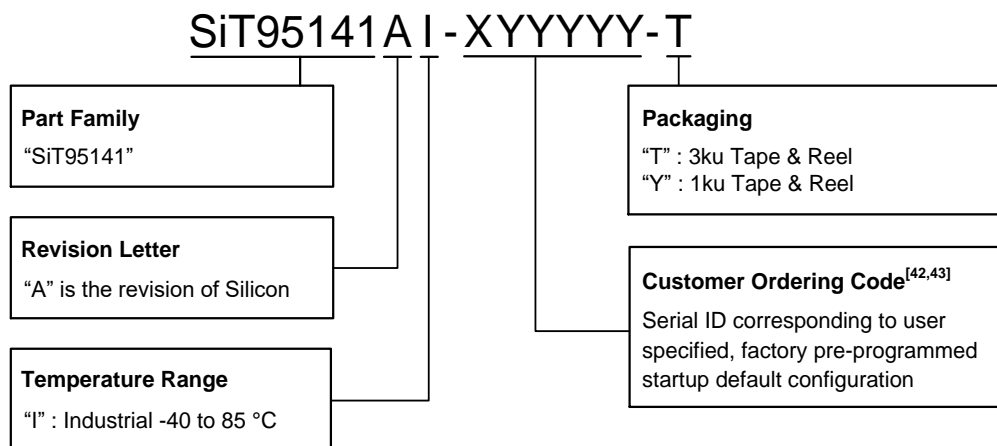 SiT95141AI-XYYYYY-T
Part Family
“SiT95141”
Revision Letter
“A” is the revision of Silicon
Temperature Range
“I” : Industrial -40 to 85 °C
Packaging
“T” : 3ku Tape & Reel
“Y” : 1ku Tape & Reel
Customer Ordering Code[42,43]
Serial ID corresponding to user
specified, factory pre-programmed
startup default configuration